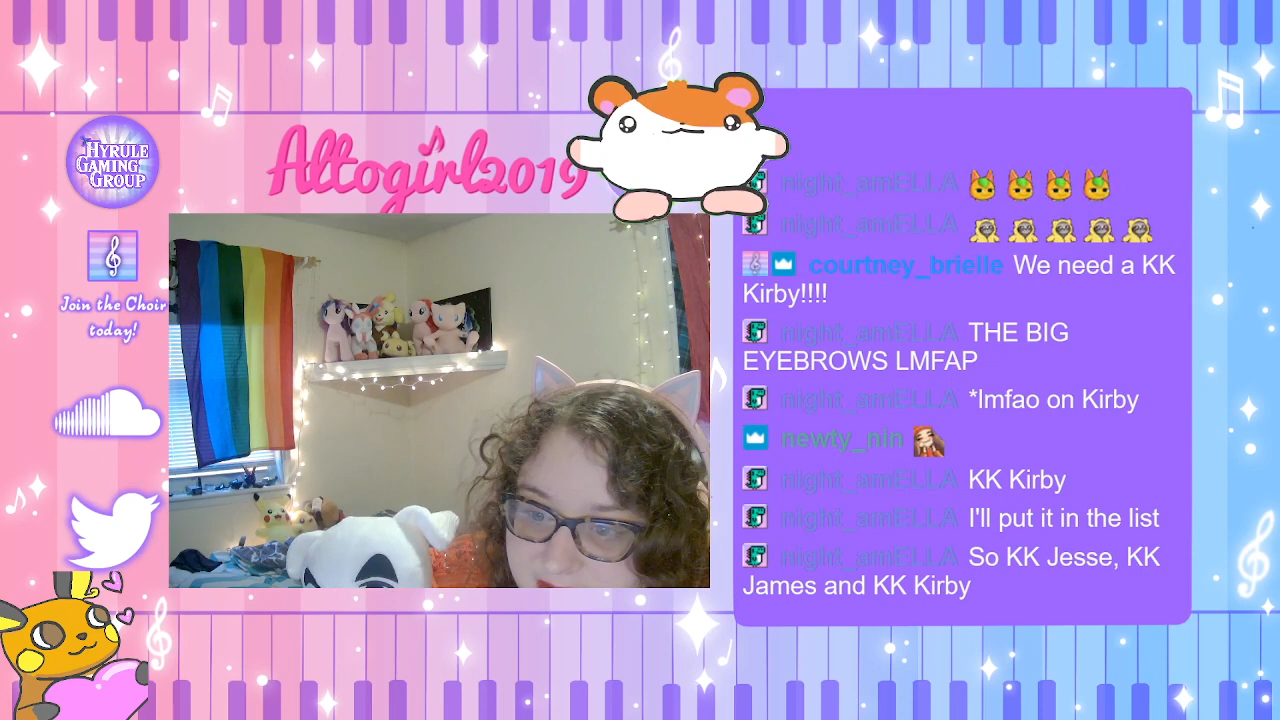 Altogirl2019
HYRULE
GAMING
GROUP
Join the Choir
today!
night_amELLA
night_amELLA
courtney_brielle We need a KK
Kirby!!!!
night_amELLA THE BIG
EYEBROWS LMFAP
night_amELLA *lmfao on Kirby
newty_nin
night_amELLA KK Kirby
night_amELLA I'll put it in the list
night_amELLA So KK Jesse, KK
James and KK Kirby